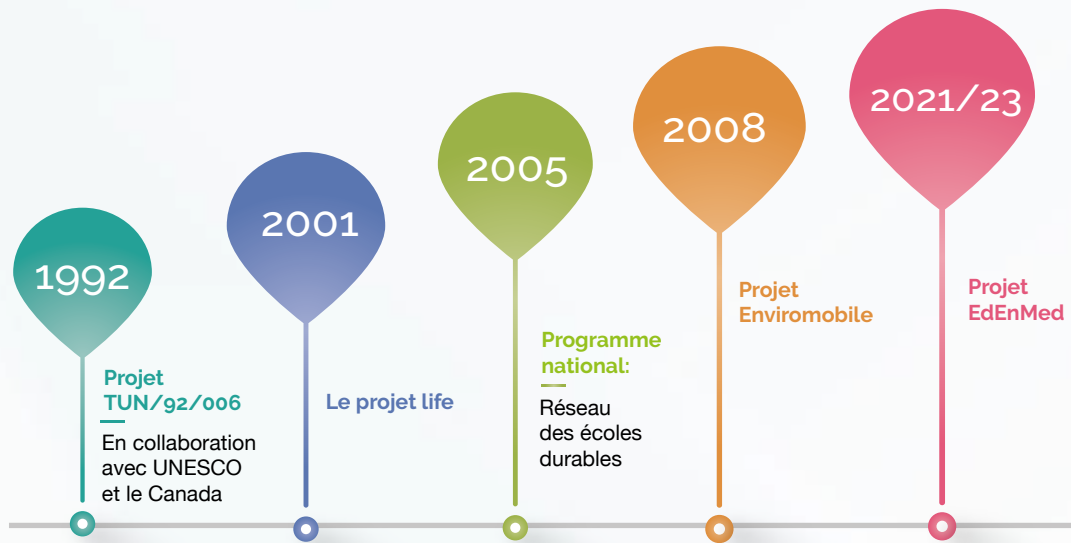 1992
Projet
TUN/92/006
En collaboration
avec UNESCO
et le Canada
2001
Le projet life
2005
Programme
national:
Réseau
des écoles
durables
2008
Projet
Enviromobile
2021/23
Projet
EdEnMed